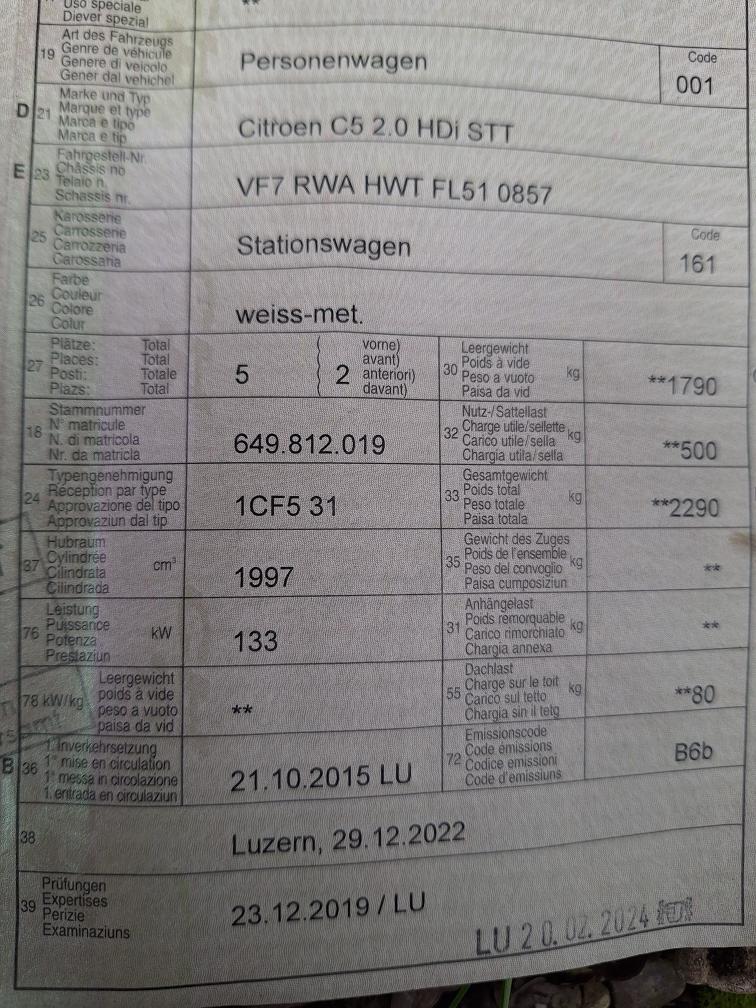 Uso speciale **
Diever spezial
19 Art des Fahrzeugs
Genre de véhicule
Genere di veicolo
Gener dal vehichel
Personenwagen
Code
001
D 21 Marke und Typ
Marque et type
Marca e tipo
Marca e tip
Citroen C5 2.0 HDi STT
E 23 Fahrgestell-Nr.
Châssis no
Telaio n.
Schassis nr.
VF7 RWA HWT FL51 0857
25 Karosserie
Carrosserie
Carrozzeria
Carossaria
Stationswagen
Code
161
26 Farbe
Couleur
Colore
Colur
weiss-met.
27 Plätze: Total
Places: Total
Posti: Totale
Plazs: Total
5 ( 2 vorne)
avant)
anteriori)
davant)
30 Leergewicht
Poids à vide
Peso a vuoto
Paisa da vid
kg
**1790
18 Stammnummer
N° matricule
N. di matricola
Nr. da matricla
649.812.019
32 Nutz-/Sattellast
Charge utile/sellette
Carico utile/sella
Chargia utila/sella
kg
**500
24 Typengenehmigung
Réception par type
Approvazione del tipo
Approvaziun dal tip
1CF5 31
33 Gesamtgewicht
Poids total
Peso totale
Paisa totala
kg
**2290
37 Hubraum
Cylindrée
Cilindrata
Cilindrada
cm³
1997
35 Gewicht des Zuges
Poids de l'ensemble
Peso del convoglio
Paisa cumposiziun
kg
**
76 Leistung
Puissance
Potenza
Prestaziun
kW
133
31 Anhängelast
Poids remorquable
Carico rimorchiato
Chargia annexa
kg
**
78 kW/kg Leergewicht
poids à vide
peso a vuoto
paisa da vid
**
55 Dachlast
Charge sur le toit
Carico sul tetto
Chargia sin il tetg
kg
**80
B 36 1. Inverkehrsetzung
1re mise en circulation
1a messa in circolazione
1. entrada en circulaziun
21.10.2015 LU
72 Emissionscode
Code émissions
Codice emissioni
Code d'emissiuns
B6b
38 Luzern, 29.12.2022
39 Prüfungen
Expertises
Perizie
Examinaziuns
23.12.2019 / LU
LU 20.02.2024